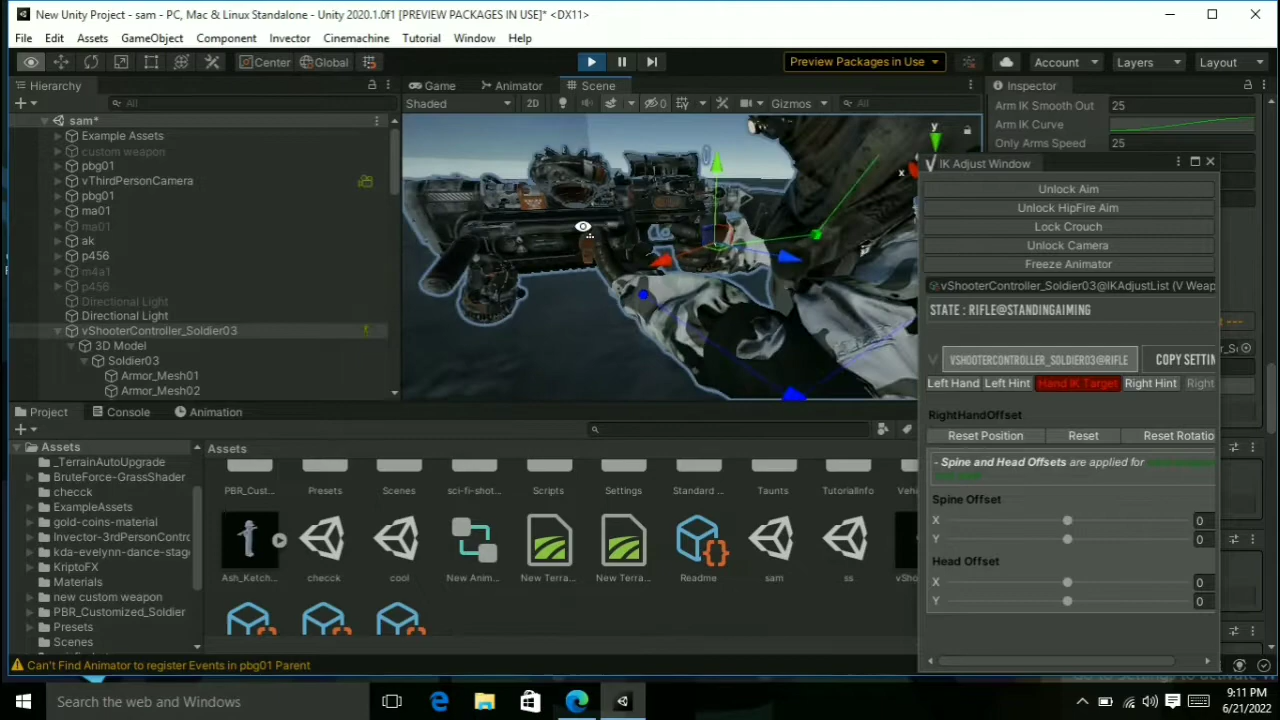 New Unity Project - sam - PC, Mac & Linux Standalone - Unity 2020.1.0f1 [PREVIEW PACKAGES IN USE]* <DX11>
File Edit Assets GameObject Component Invector Cinemachine Tutorial Window Help
Center Global Preview Packages in Use Account Layers Layout
Hierarchy Game Animator Scene Inspector
All Shaded 2D 0 Gizmos All
sam*
Example Assets
custom weapon
pbg01
vThirdPersonCamera
pbg01
ma01
ma01
ak
p456
m4a1
p456
Directional Light
Directional Light
vShooterController_Soldier03
3D Model
Soldier03
Armor_Mesh01
Armor_Mesh02
y
x
Arm IK Smooth Out 25
Arm IK Curve
Only Arms Speed 25
IK Adjust Window
Unlock Aim
Unlock HipFire Aim
Lock Crouch
Unlock Camera
Freeze Animator
vShooterController_Soldier03@IKAdjustList (V Weap
STATE : RIFLE@STANDINGAIMING
VSHOOTERCONTROLLER_SOLDIER03@RIFLE COPY SETTIN
Left Hand Left Hint Hand IK Target Right Hint Right
RightHandOffset
Reset Position Reset Reset Rotatio
- Spine and Head Offsets are applied for
Spine Offset
X 0
Y 0
Head Offset
X 0
Y 0
Project Console Animation
Assets
_TerrainAutoUpgrade
BruteForce-GrassShader
checck
ExampleAssets
gold-coins-material
Invector-3rdPersonContro
kda-evelynn-dance-stage
KriptoFX
Materials
new custom weapon
PBR_Customized_Soldier
Presets
Scenes
Assets
PBR_Cust... Presets Scenes sci-fi-shot... Scripts Settings Standard ... Taunts TutorialInfo Vehi
Ash_Ketch... checck cool New Anim... New Terra... New Terra... Readme sam ss vSho
Can't Find Animator to register Events in pbg01 Parent
Search the web and Windows
9:11 PM
6/21/2022